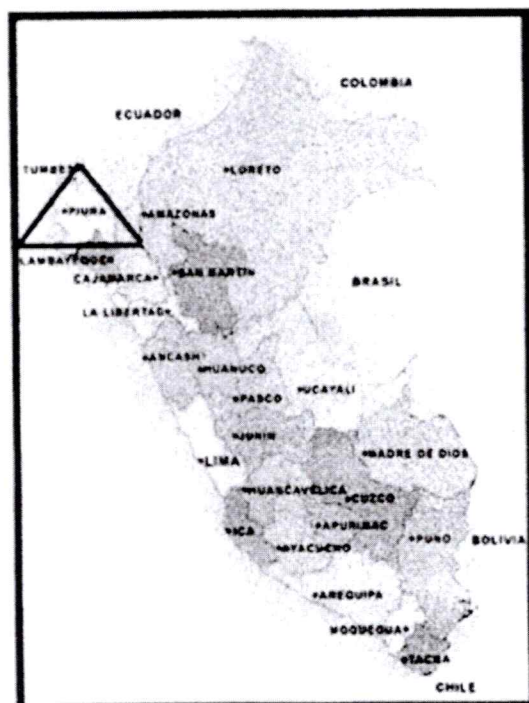 COLOMBIA
ECUADOR
TUMBES
LORETO
PIURA
AMAZONAS
LAMBAYEQUE
CAJAMARCA
SAN MARTIN
BRASIL
LA LIBERTAD
ANCASH
HUANUCO
UCAYALI
PASCO
JUNIN
MADRE DE DIOS
LIMA
HUANCAVELICA
CUZCO
ICA
APURIMAC
PUNO
BOLIVIA
AYACUCHO
AREQUIPA
MOQUEGUA
TACNA
CHILE